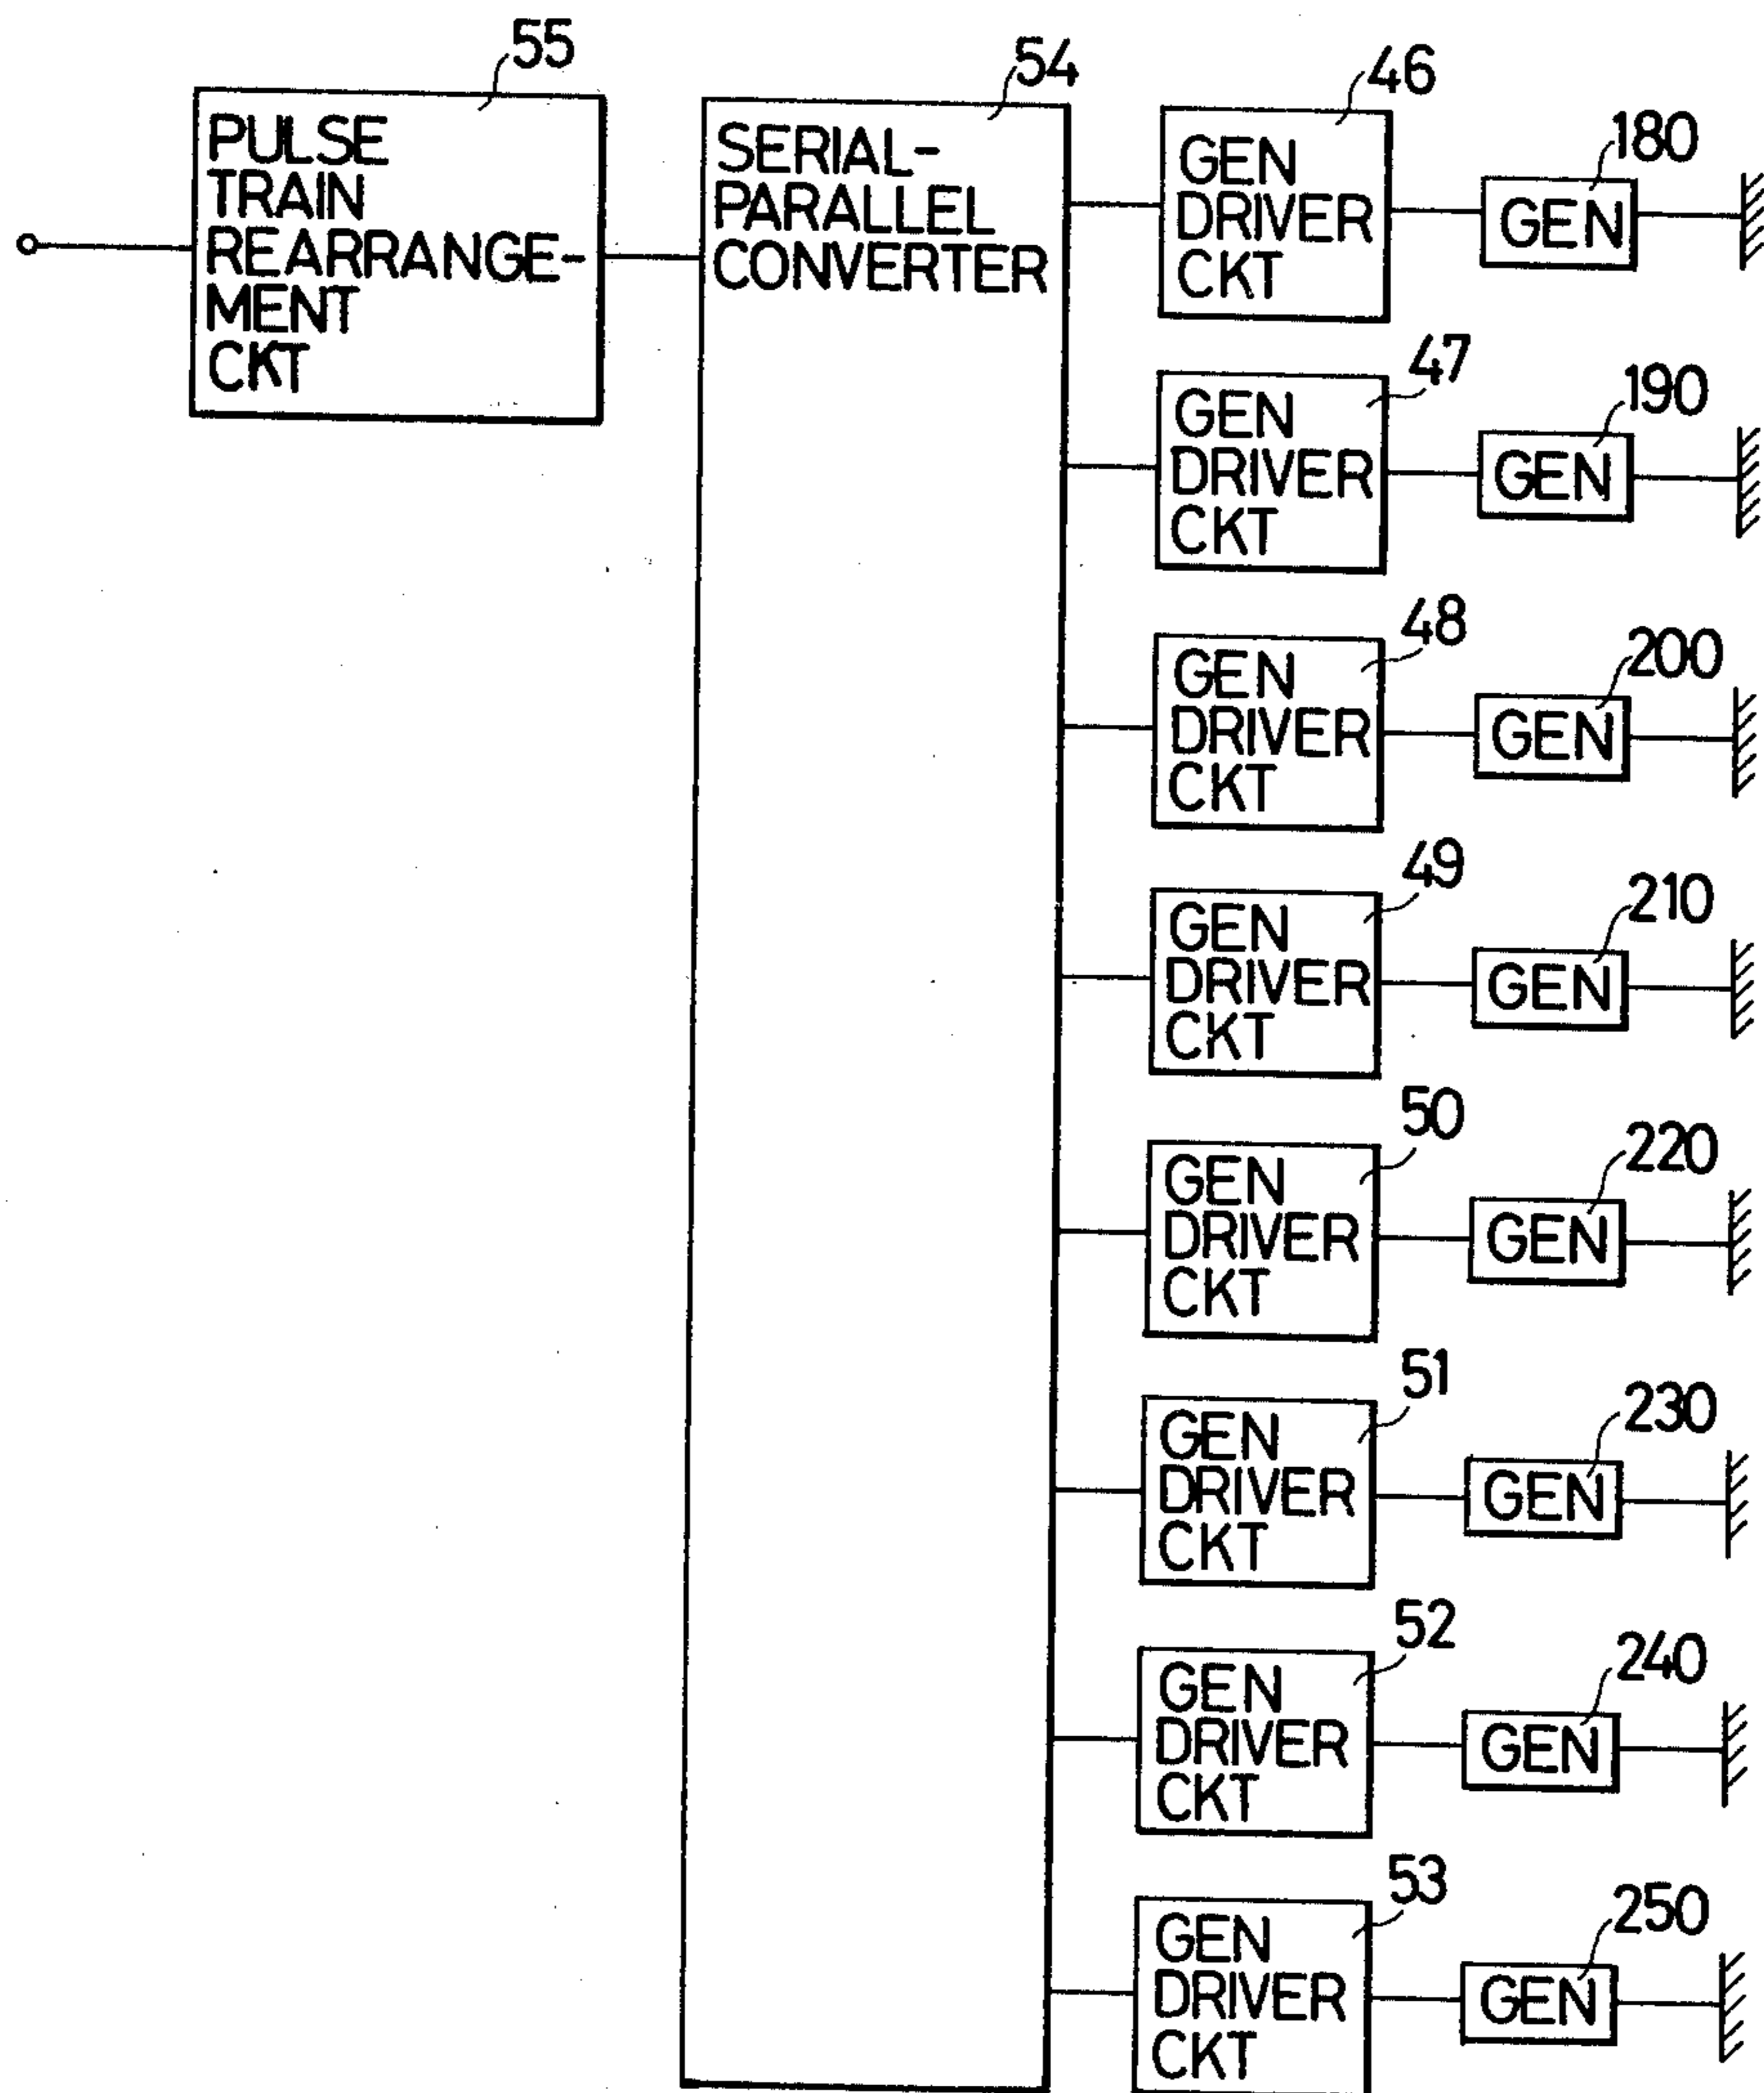 55
PULSE
TRAIN
REARRANGE-
MENT
CKT
54
SERIAL-
PARALLEL
CONVERTER
46
GEN
DRIVER
CKT
180
GEN
47
GEN
DRIVER
CKT
190
GEN
48
GEN
DRIVER
CKT
200
GEN
49
GEN
DRIVER
CKT
210
GEN
50
GEN
DRIVER
CKT
220
GEN
51
GEN
DRIVER
CKT
230
GEN
52
GEN
DRIVER
CKT
240
GEN
53
GEN
DRIVER
CKT
250
GEN